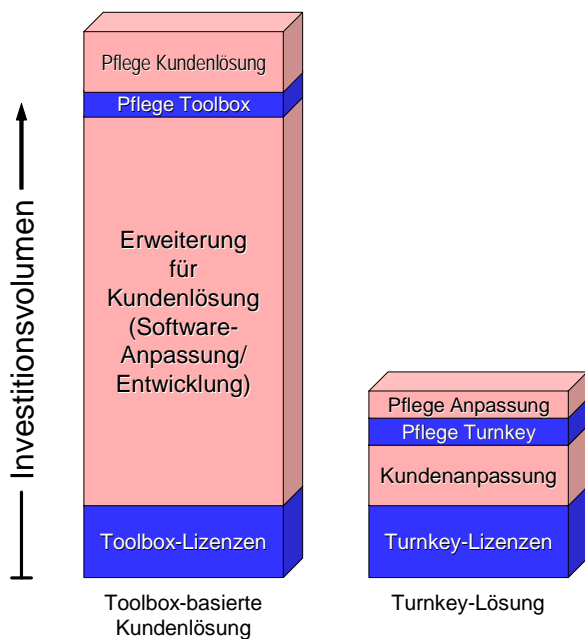 Investitionsvolumen
Pflege Kundenlösung
Pflege Toolbox
Erweiterung
für
Kundenlösung
(Software-
Anpassung/
Entwicklung)
Toolbox-Lizenzen
Toolbox-basierte
Kundenlösung
Pflege Anpassung
Pflege Turnkey
Kundenanpassung
Turnkey-Lizenzen
Turnkey-Lösung